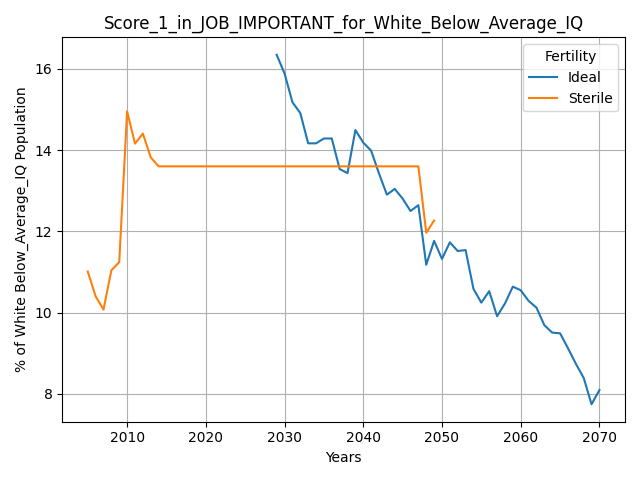 Score_1_in_JOB_IMPORTANT_for_White_Below_Average_IQ
Fertility
Ideal
Sterile
% of White Below_Average_IQ Population
16
14
12
10
8
2010 2020 2030 2040 2050 2060 2070
Years